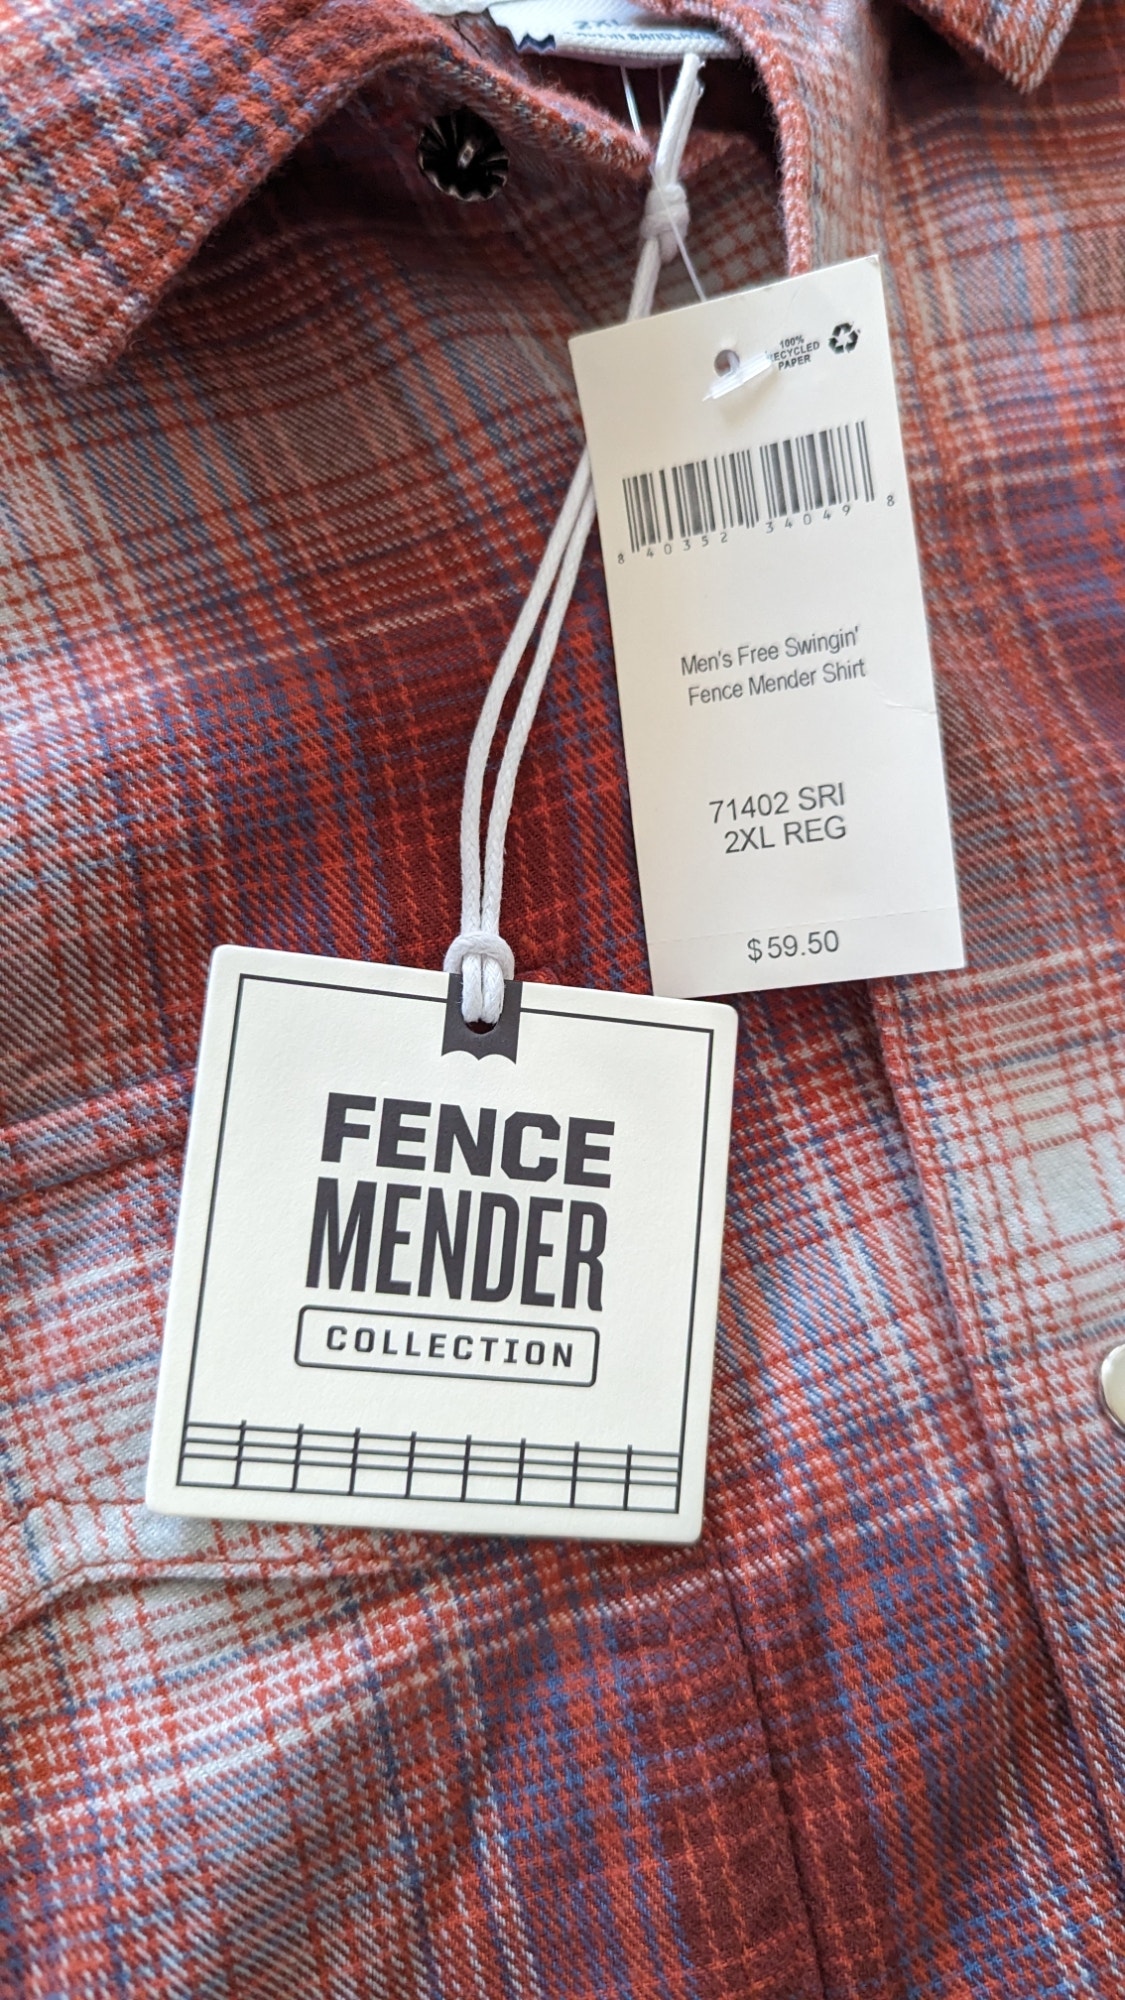 2XL
100%
RECYCLED
PAPER
8 40352 34049 8
Men's Free Swingin'
Fence Mender Shirt
71402 SRI
2XL REG
$59.50
FENCE
MENDER
COLLECTION